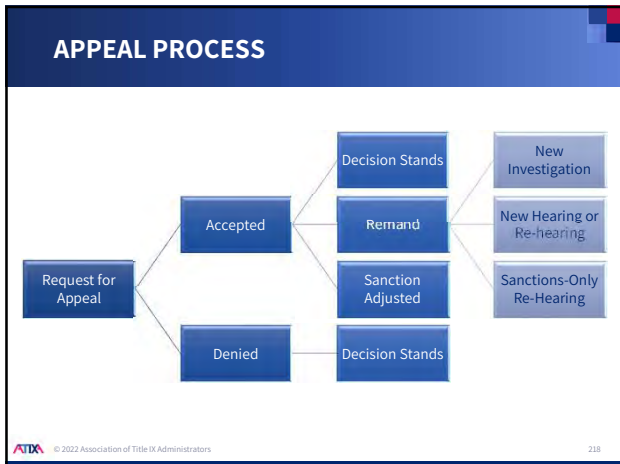 APPEAL PROCESS
Request for
Appeal
Accepted
Denied
Decision Stands
Remand
Sanction
Adjusted
Decision Stands
New
Investigation
New Hearing or
Re-hearing
Sanctions-Only
Re-Hearing
ATIXA
© 2022 Association of Title IX Administrators
218